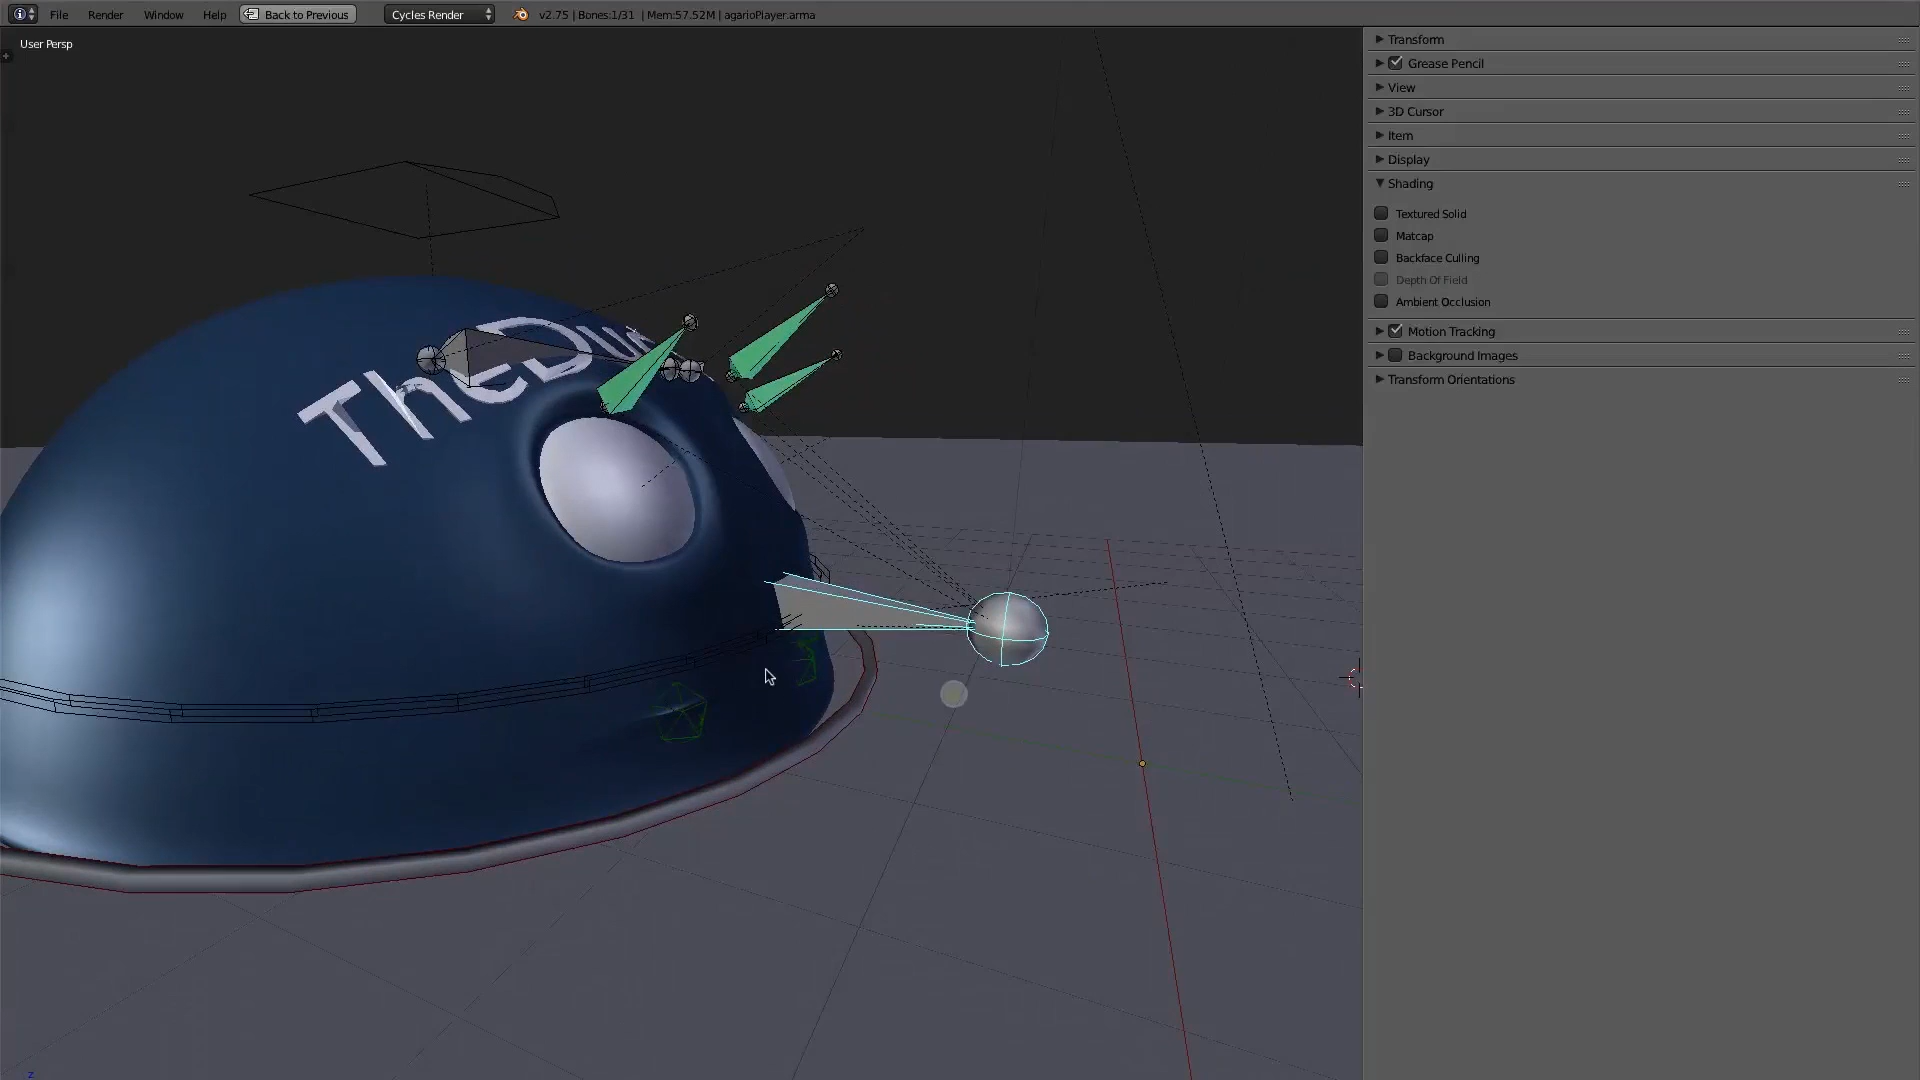 File Render Window Help Back to Previous Cycles Render v2.75 | Bones:1/31 | Mem:57.52M | agarioPlayer.arma
User Persp
Transform
Grease Pencil
View
3D Cursor
Item
Display
Shading
Textured Solid
Matcap
Backface Culling
Depth Of Field
Ambient Occlusion
Motion Tracking
Background Images
Transform Orientations
TheDu
z